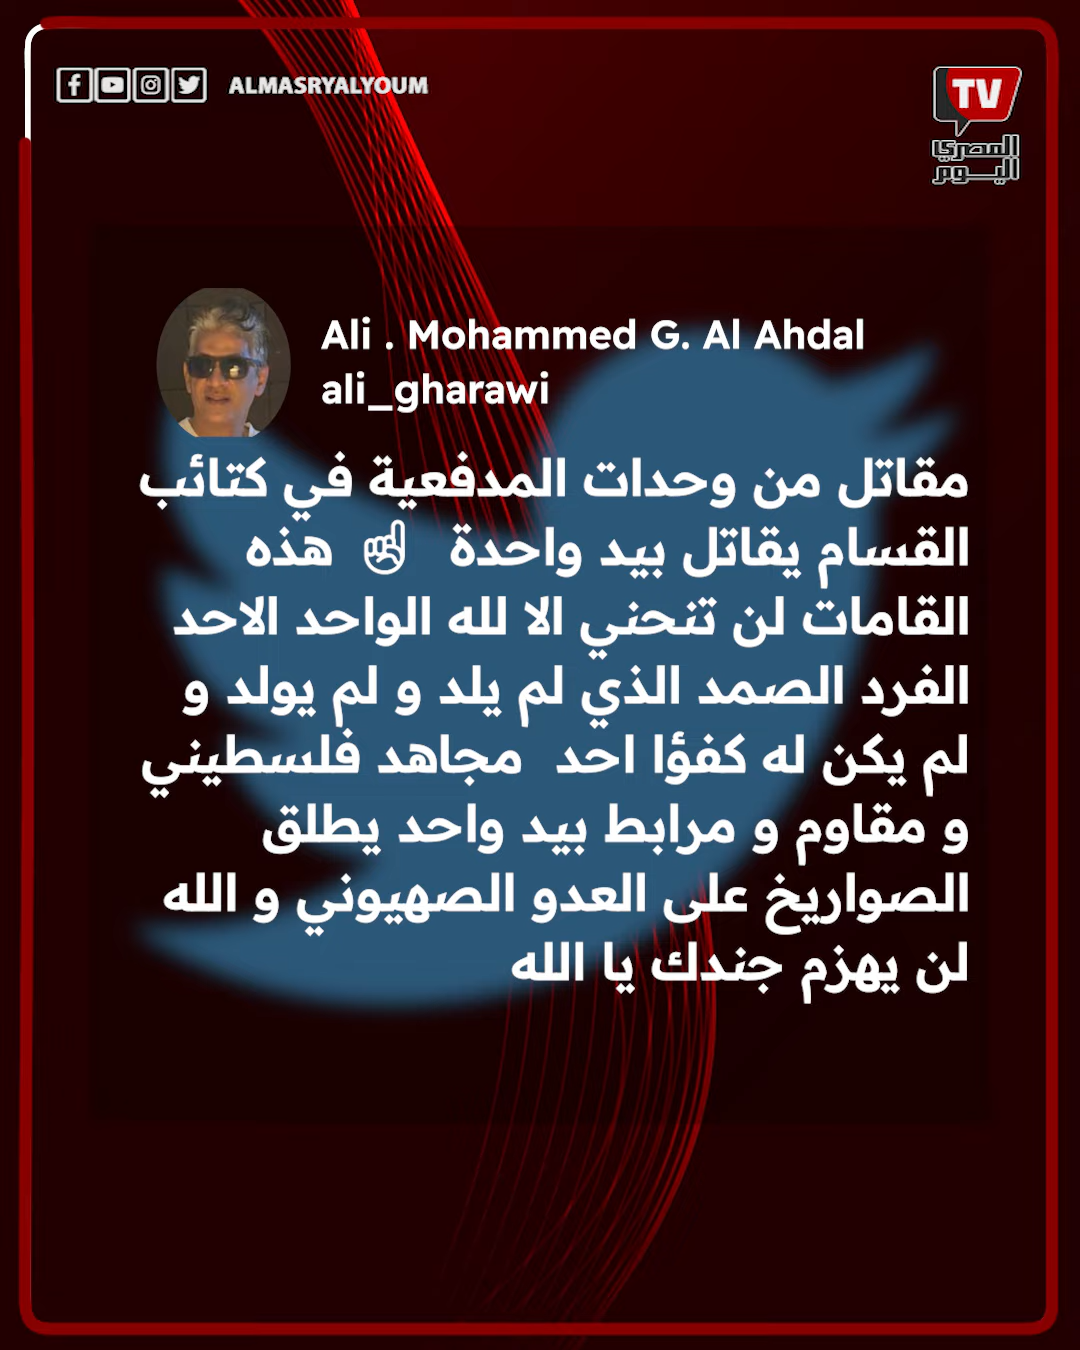 ALMASRYALYOUM
TV
المصري
اليوم
Ali . Mohammed G. Al Ahdal
ali_gharawi
مقاتل من وحدات المدفعية في كتائب
القسام يقاتل بيد واحدة ☝ هذه
القامات لن تنحني الا لله الواحد الاحد
الفرد الصمد الذي لم يلد و لم يولد و
لم يكن له كفؤا احد مجاهد فلسطيني
و مقاوم و مرابط بيد واحد يطلق
الصواريخ على العدو الصهيوني و الله
لن يهزم جندك يا الله